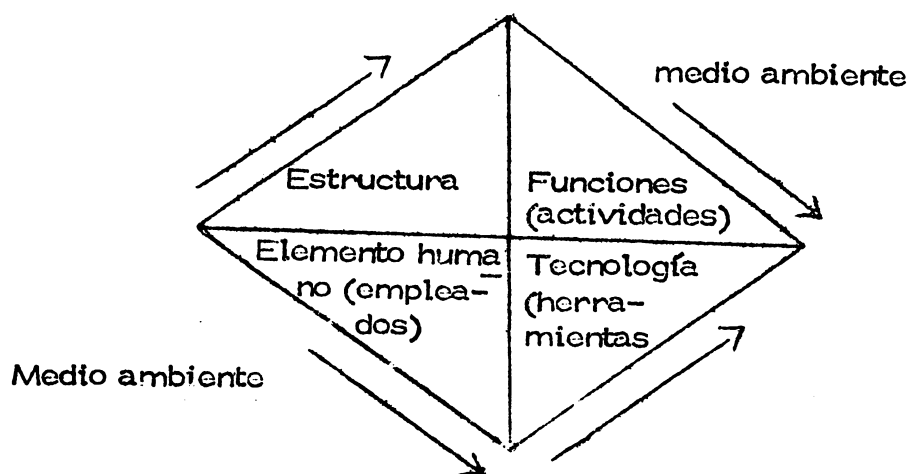 medio ambiente
Estructura
Funciones
(actividades)
Elemento huma
no (emplea-
dos)
Tecnología
(herra-
mientas
Medio ambiente